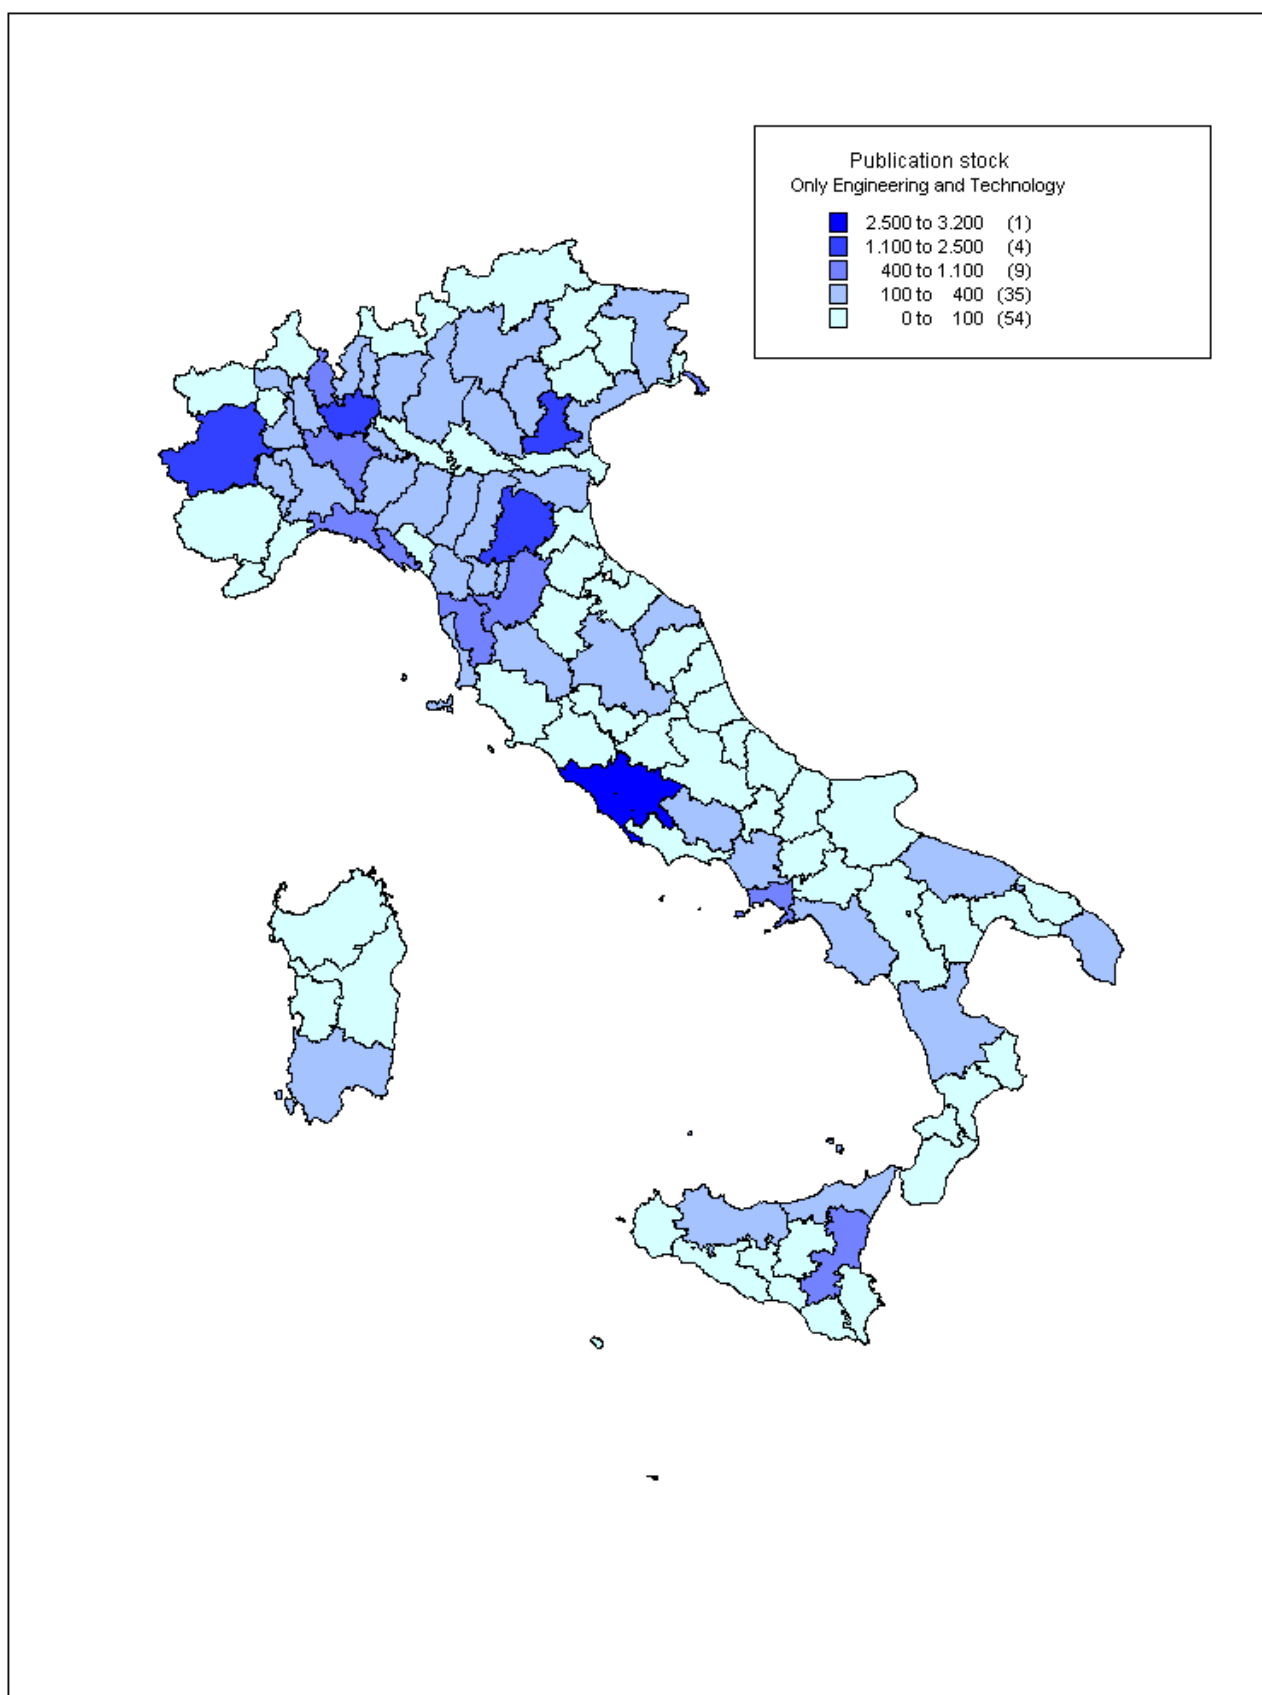 Publication stock
Only Engineering and Technology
2.500 to 3.200 (1)
1.100 to 2.500 (4)
400 to 1.100 (9)
100 to 400 (35)
0 to 100 (54)